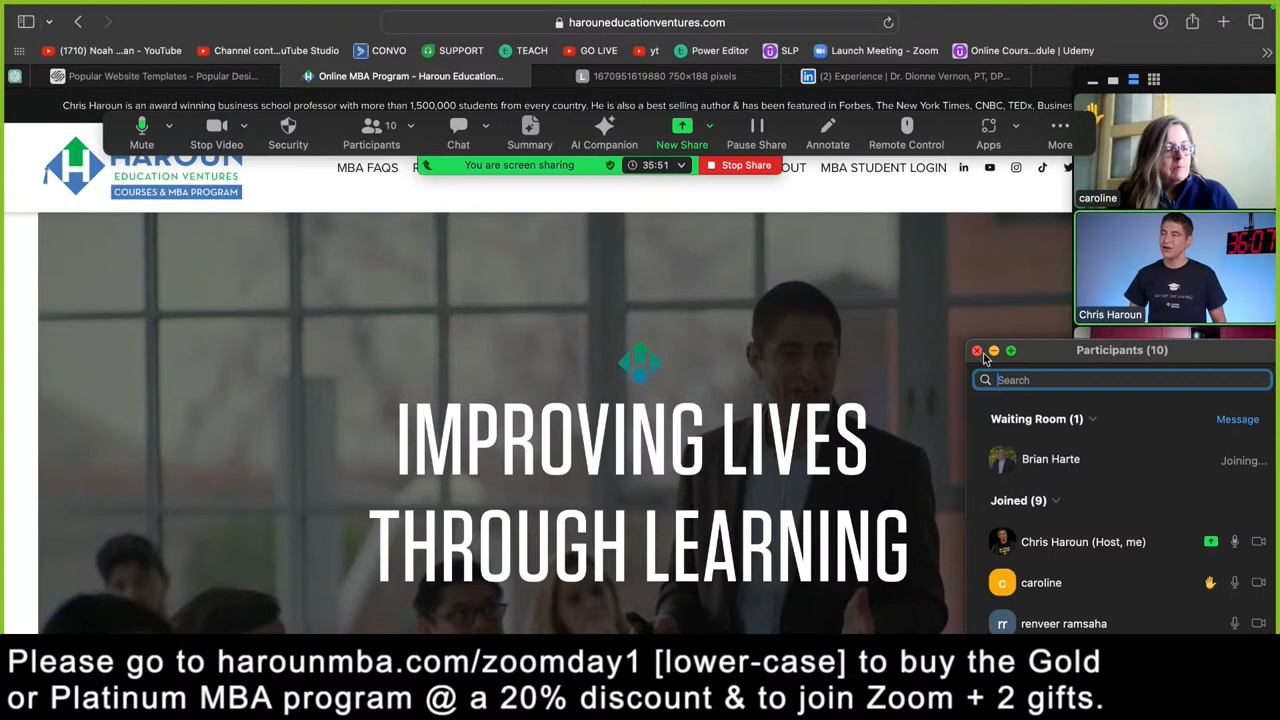 harouneducationventures.com
(1710) Noah ...an - YouTube
Channel cont...uTube Studio
CONVO
SUPPORT
TEACH
GO LIVE
yt
Power Editor
SLP
Launch Meeting - Zoom
Online Cours...dule | Udemy
Popular Website Templates - Popular Desi...
Online MBA Program - Haroun Education...
1670951619880 750×188 pixels
(2) Experience | Dr. Dionne Vernon, PT, DP...
Chris Haroun is an award winning business school professor with more than 1,500,000 students from every country. He is also a best selling author & has been featured in Forbes, The New York Times, CNBC, TEDx, Busines
Mute
Stop Video
Security
Participants
10
Chat
Summary
AI Companion
New Share
Pause Share
Annotate
Remote Control
Apps
More
You are screen sharing
35:51
Stop Share
HAROUN
EDUCATION VENTURES
COURSES & MBA PROGRAM
MBA FAQS
OUT
MBA STUDENT LOGIN
caroline
36:07
Chris Haroun
IMPROVING LIVES
THROUGH LEARNING
Participants (10)
Search
Waiting Room (1)
Message
Brian Harte
Joining...
Joined (9)
Chris Haroun (Host, me)
c
caroline
rr
renveer ramsaha
Please go to harounmba.com/zoomday1 [lower-case] to buy the Gold
or Platinum MBA program @ a 20% discount & to join Zoom + 2 gifts.